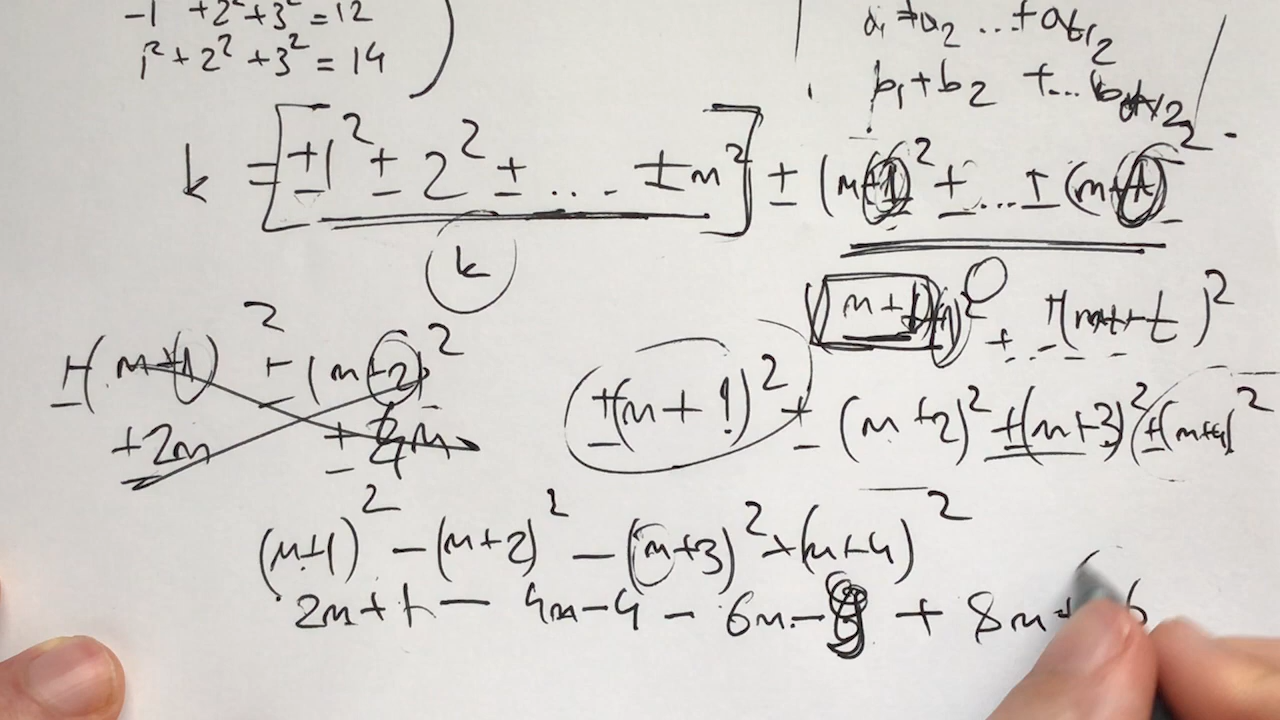 -1² +2²+3²=12
1²+2²+3²=14
a₁+a₂ ...+a
b₁+b₂ +...
k = [±1² ± 2² ± .... ±m²] ± (m+1)² ± ... ± (m+t)²
k
(m+1)² + (m+t)²
±(m+1)² ± (m+2)²
±(m+1)² ± (m+2)² ±(m+3)² ±(m+4)²
+2m ± 4m
(m+1)² - (m+2)² - (m+3)² + (m+4)²
2m+1 - 4m-4 - 6m-9 + 8m+ 6